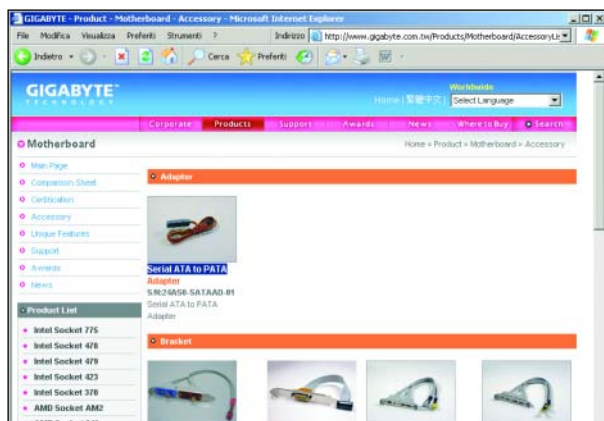 GIGABYTE - Product - Motherboard - Accessory - Microsoft Internet Explorer
File Modifica Visualizza Preferiti Strumenti ? Indirizzo http://www.gigabyte.com.tw/Products/Motherboard/AccessoryLis
Indietro Cerca Preferiti
GIGABYTE™
TECHNOLOGY
Worldwide
Home | 繁體中文 | Select Language
Corporate Products Support Awards News Where to Buy Search
Motherboard
Home » Product » Motherboard » Accessory
Main Page
Comparison Sheet
Certification
Accessory
Unique Features
Support
Awards
News
Product List
Intel Socket 775
Intel Socket 478
Intel Socket 479
Intel Socket 423
Intel Socket 370
AMD Socket AM2
Adapter
Serial ATA to PATA
Adapter
S/N:24AS0-SATAAD-01
Serial ATA to PATA
Adapter
Bracket